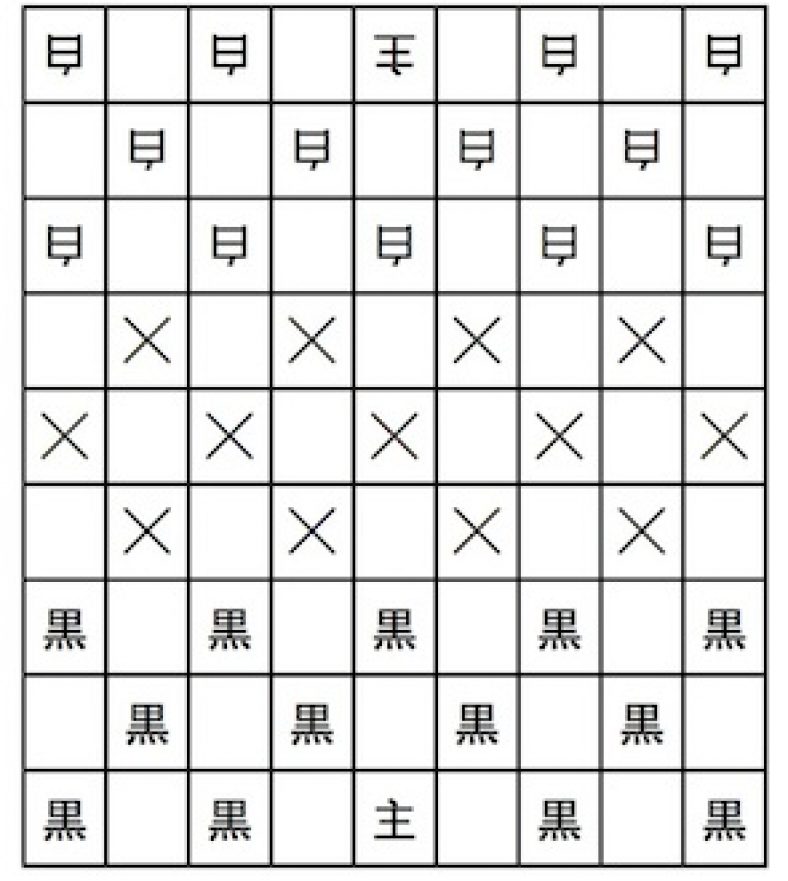 白 白 主 白 白
白 白 白 白
白 白 白 白 白
× × × ×
× × × × ×
× × × ×
黒 黒 黒 黒 黒
黒 黒 黒 黒
黒 黒 主 黒 黒